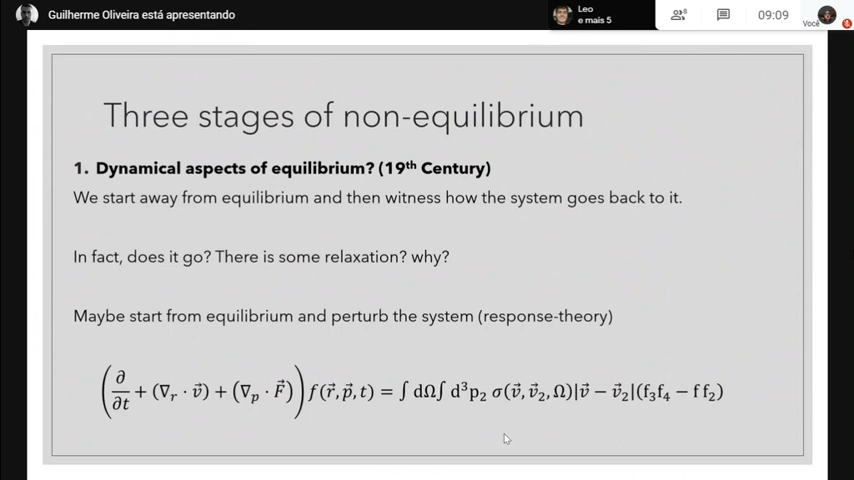 Guilherme Oliveira está apresentando
Leo
e mais 5
8
09:09
Você
Three stages of non-equilibrium
1. Dynamical aspects of equilibrium? (19th Century)
We start away from equilibrium and then witness how the system goes back to it.
In fact, does it go? There is some relaxation? why?
Maybe start from equilibrium and perturb the system (response-theory)
(∂/∂t + (∇r · v⃗) + (∇p · F⃗)) f(r⃗, p⃗, t) = ∫ dΩ∫ d³p₂ σ(v⃗, v⃗₂, Ω)|v⃗ − v⃗₂|(f₃f₄ − f f₂)